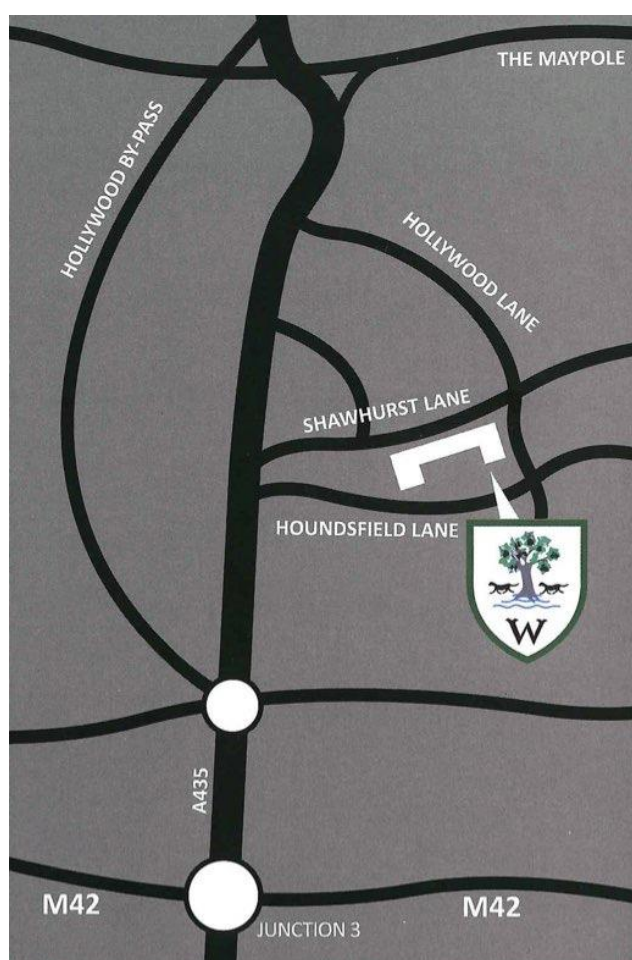 THE MAYPOLE
HOLLYWOOD BY-PASS
HOLLYWOOD LANE
SHAWHURST LANE
HOUNDSFIELD LANE
W
A435
M42
M42
JUNCTION 3